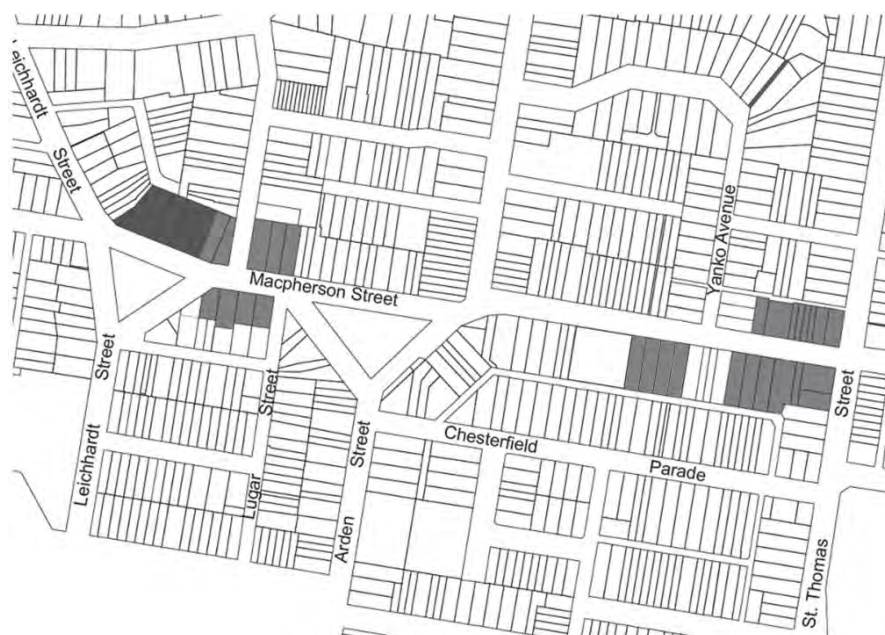 Leichhardt
Street
Yanko Avenue
Macpherson Street
Street
Street
Street
Street
Chesterfield
Parade
Leichhardt
Lugar
Arden
St. Thomas